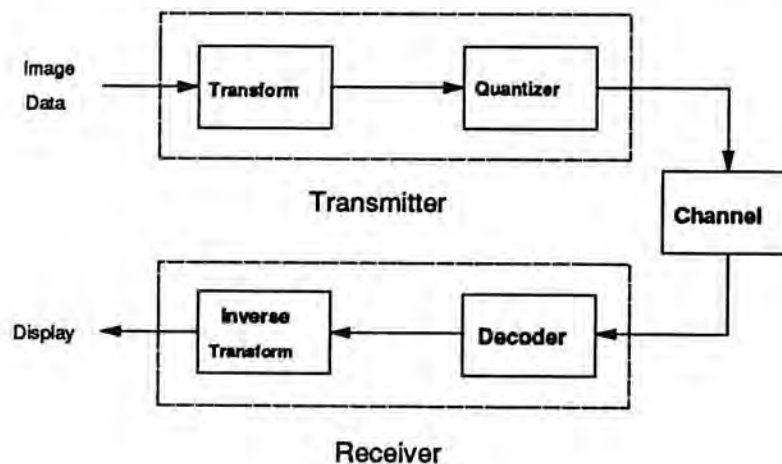 Image
Data
Transform
Quantizer
Transmitter
Channel
Inverse
Transform
Decoder
Display
Receiver